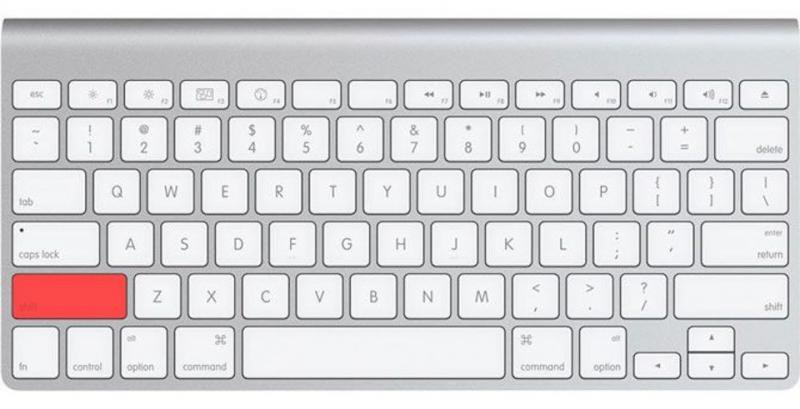 esc F1 F2 F3 F4 F5 F6 F7 F8 F9 F10 F11 F12
~ ! @ # $ % ^ & * ( ) - +
` 1 2 3 4 5 6 7 8 9 0 - = delete
tab Q W E R T Y U I O P { [ } ] | \
caps lock A S D F G H J K L : ; " ' enter return
shift Z X C V B N M < , > . ? / shift
fn control alt option ⌘ command ⌘ command alt option